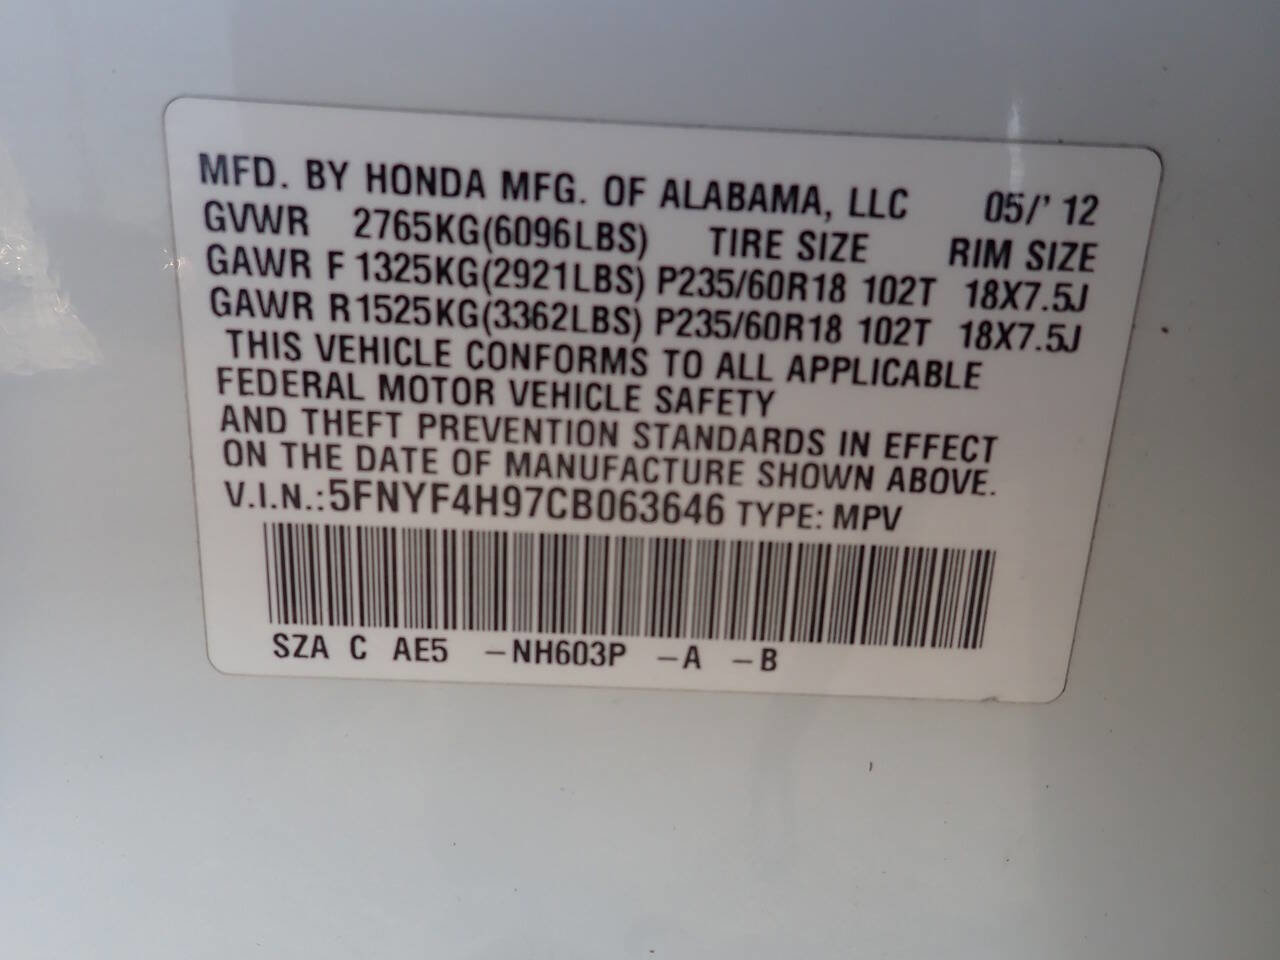 MFD. BY HONDA MFG. OF ALABAMA, LLC 05/' 12
GVWR 2765KG(6096LBS) TIRE SIZE RIM SIZE
GAWR F 1325KG(2921LBS) P235/60R18 102T 18X7.5J
GAWR R1525KG(3362LBS) P235/60R18 102T 18X7.5J
THIS VEHICLE CONFORMS TO ALL APPLICABLE
FEDERAL MOTOR VEHICLE SAFETY
AND THEFT PREVENTION STANDARDS IN EFFECT
ON THE DATE OF MANUFACTURE SHOWN ABOVE.
V.I.N.:5FNYF4H97CB063646 TYPE: MPV
SZA C AE5 -NH603P -A -B